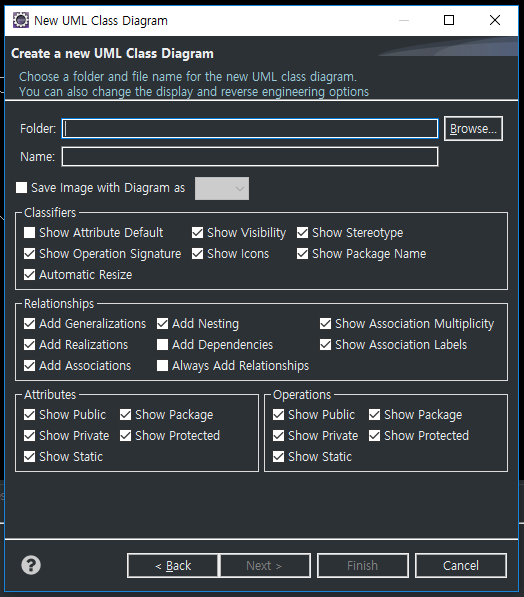 New UML Class Diagram
Create a new UML Class Diagram
Choose a folder and file name for the new UML class diagram.
You can also change the display and reverse engineering options
Folder:
Browse...
Name:
Save Image with Diagram as
Classifiers
Show Attribute Default Show Visibility Show Stereotype
Show Operation Signature Show Icons Show Package Name
Automatic Resize
Relationships
Add Generalizations Add Nesting Show Association Multiplicity
Add Realizations Add Dependencies Show Association Labels
Add Associations Always Add Relationships
Attributes
Show Public Show Package
Show Private Show Protected
Show Static
Operations
Show Public Show Package
Show Private Show Protected
Show Static
? < Back Next > Finish Cancel